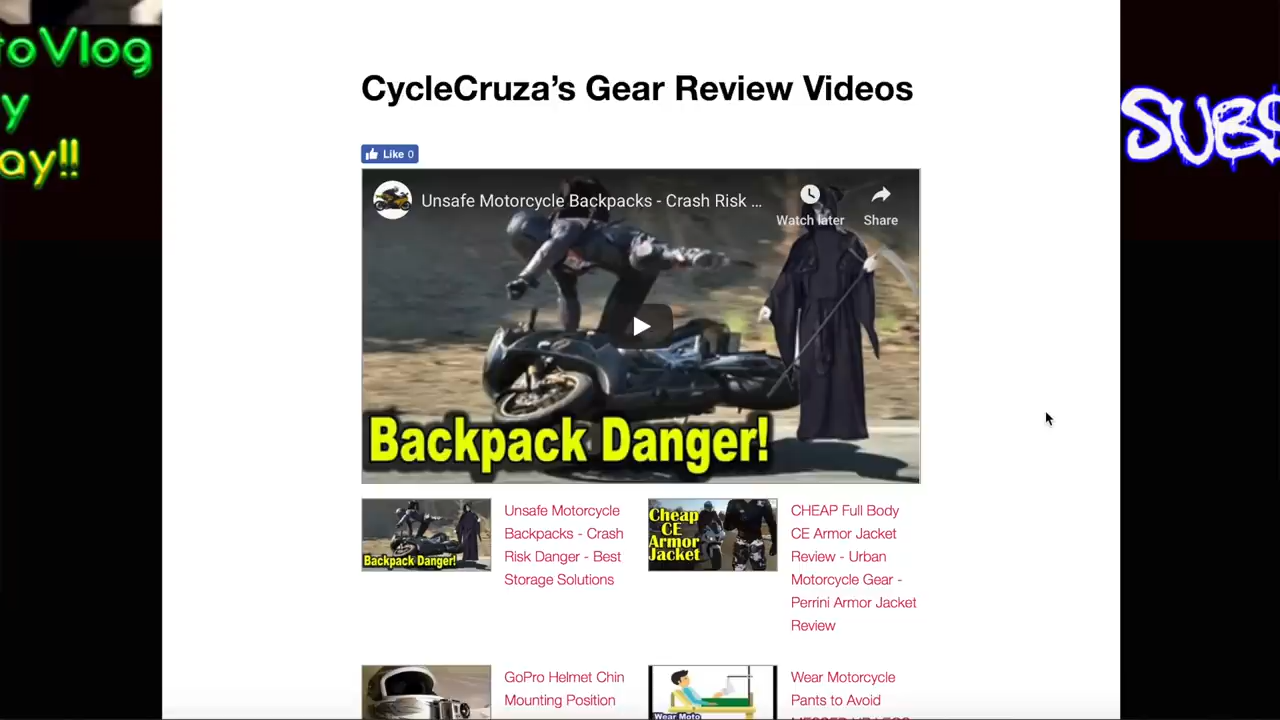 toVlog
y
ay!!
SUBS
CycleCruza’s Gear Review Videos
Like 0
Unsafe Motorcycle Backpacks - Crash Risk ...
Watch later
Share
Backpack Danger!
Backpack Danger!
Unsafe Motorcycle
Backpacks - Crash
Risk Danger - Best
Storage Solutions
Cheap
CE
Armor
Jacket
CHEAP Full Body
CE Armor Jacket
Review - Urban
Motorcycle Gear -
Perrini Armor Jacket
Review
GoPro Helmet Chin
Mounting Position
Wear Moto
Wear Motorcycle
Pants to Avoid